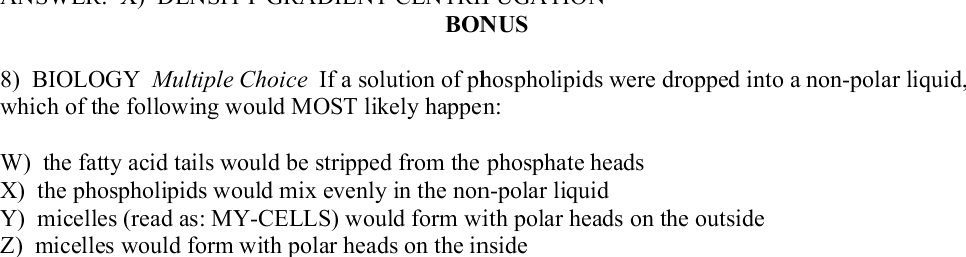 ANSWER: X) DENSITY GRADIENT CENTRIFUGATION
BONUS
8) BIOLOGY Multiple Choice If a solution of phospholipids were dropped into a non-polar liquid,
which of the following would MOST likely happen:
W) the fatty acid tails would be stripped from the phosphate heads
X) the phospholipids would mix evenly in the non-polar liquid
Y) micelles (read as: MY-CELLS) would form with polar heads on the outside
Z) micelles would form with polar heads on the inside